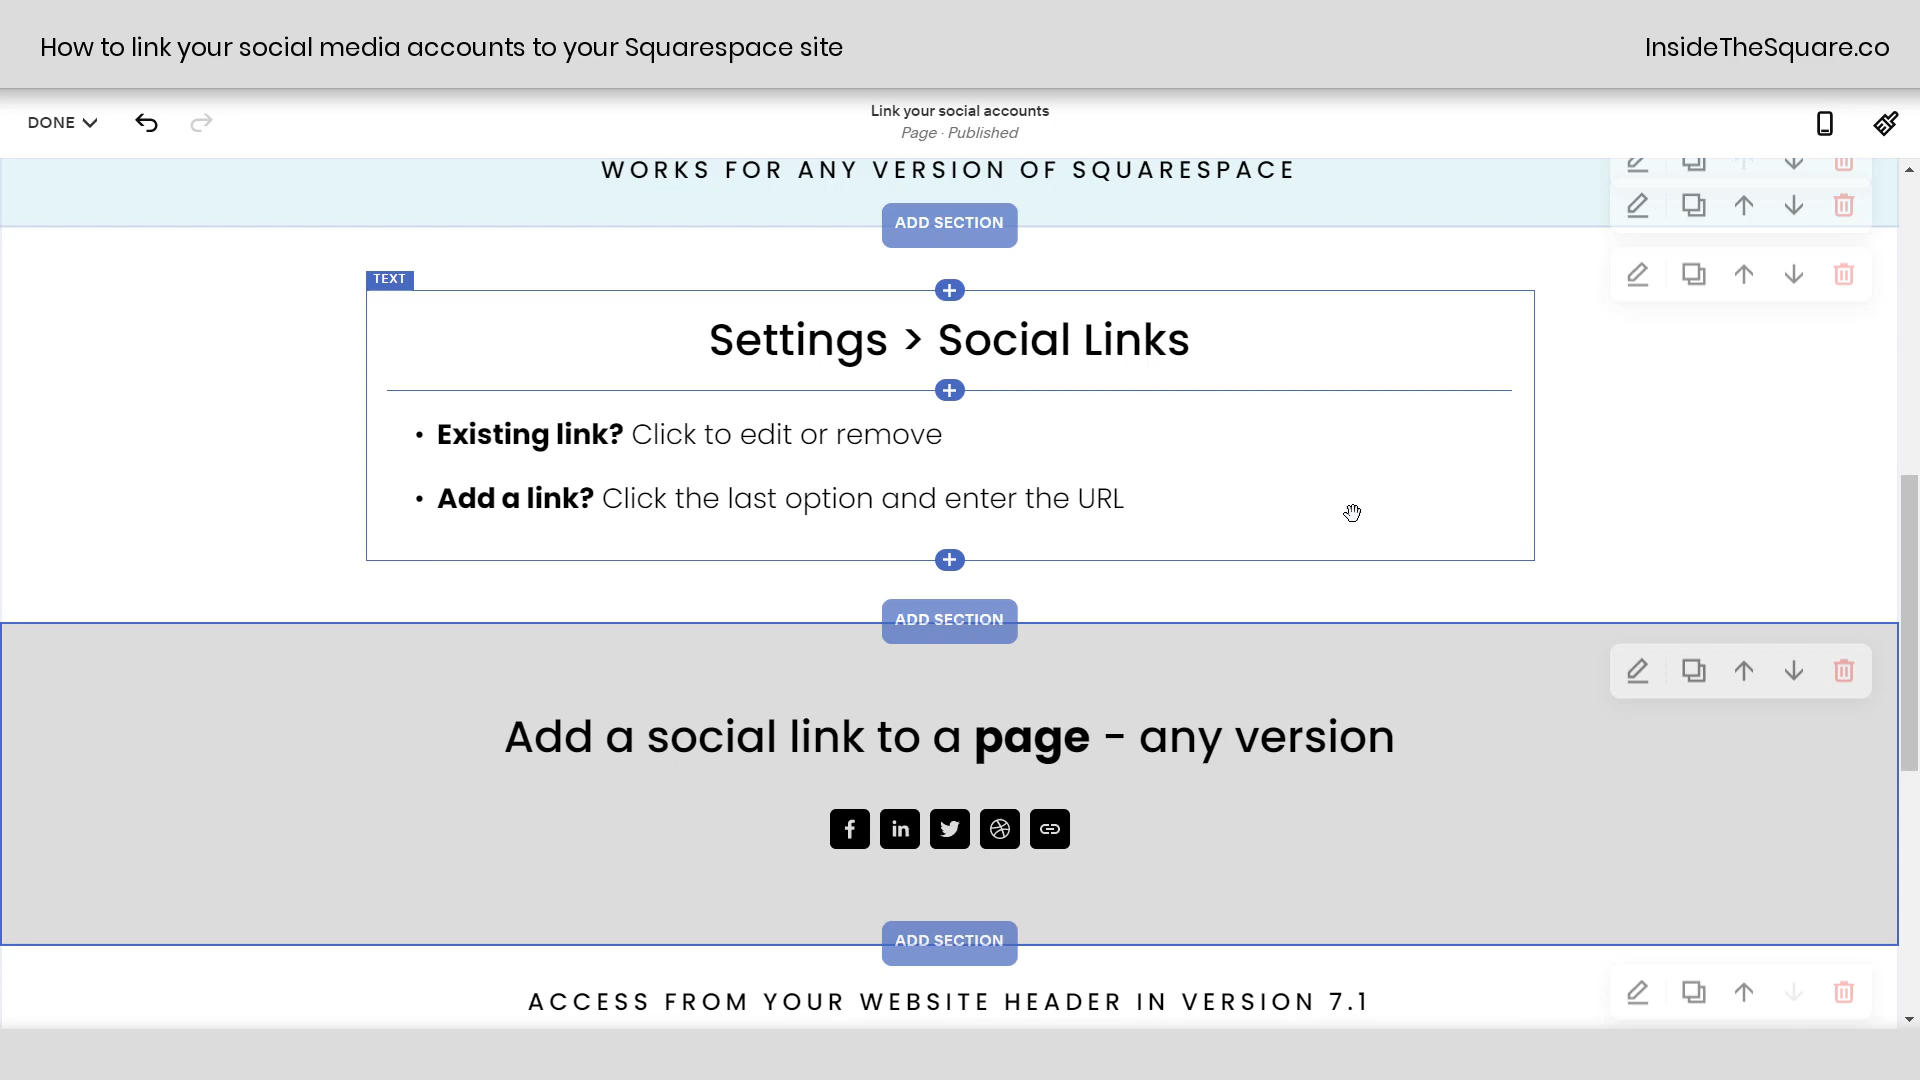 How to link your social media accounts to your Squarespace site
InsideTheSquare.co
DONE
Link your social accounts
Page · Published
WORKS FOR ANY VERSION OF SQUARESPACE
ADD SECTION
TEXT
Settings > Social Links
• Existing link? Click to edit or remove
• Add a link? Click the last option and enter the URL
ADD SECTION
Add a social link to a page - any version
ADD SECTION
ACCESS FROM YOUR WEBSITE HEADER IN VERSION 7.1